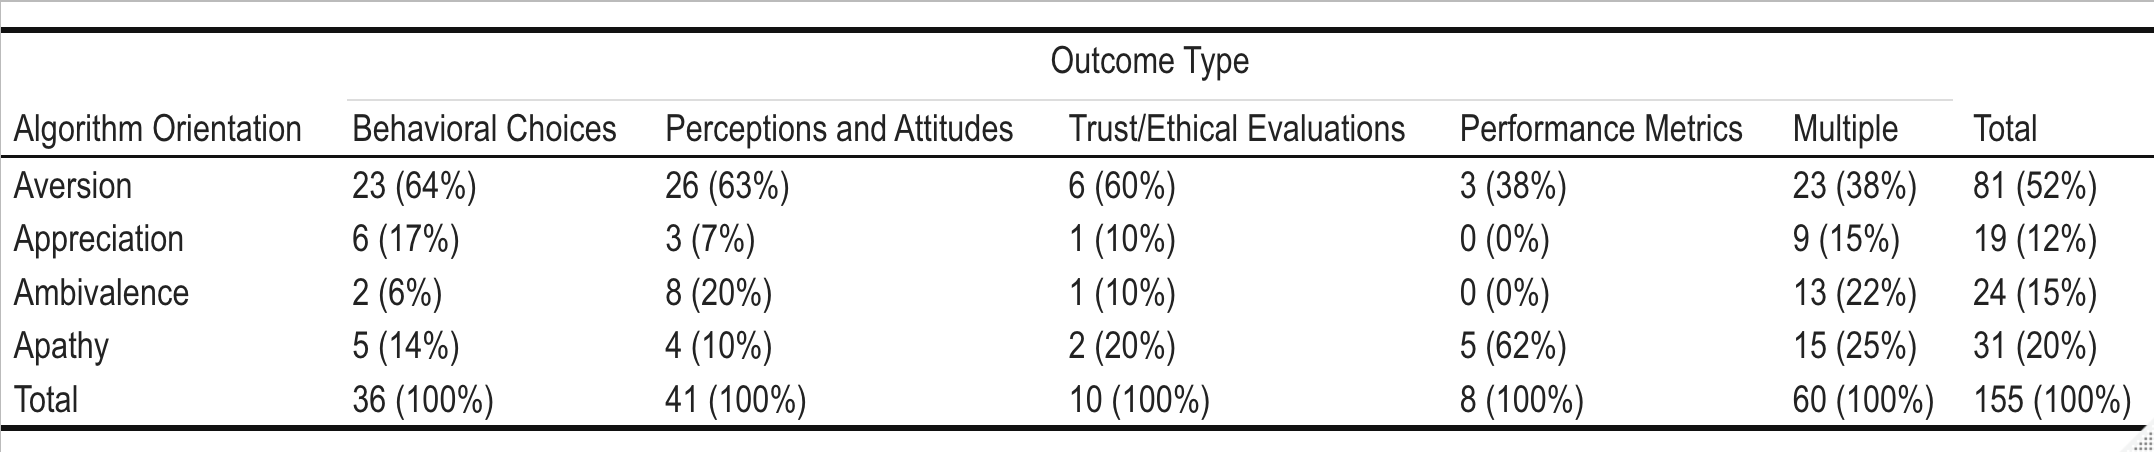 Outcome Type
Algorithm Orientation Behavioral Choices Perceptions and Attitudes Trust/Ethical Evaluations Performance Metrics Multiple Total
Aversion 23 (64%) 26 (63%) 6 (60%) 3 (38%) 23 (38%) 81 (52%)
Appreciation 6 (17%) 3 (7%) 1 (10%) 0 (0%) 9 (15%) 19 (12%)
Ambivalence 2 (6%) 8 (20%) 1 (10%) 0 (0%) 13 (22%) 24 (15%)
Apathy 5 (14%) 4 (10%) 2 (20%) 5 (62%) 15 (25%) 31 (20%)
Total 36 (100%) 41 (100%) 10 (100%) 8 (100%) 60 (100%) 155 (100%)